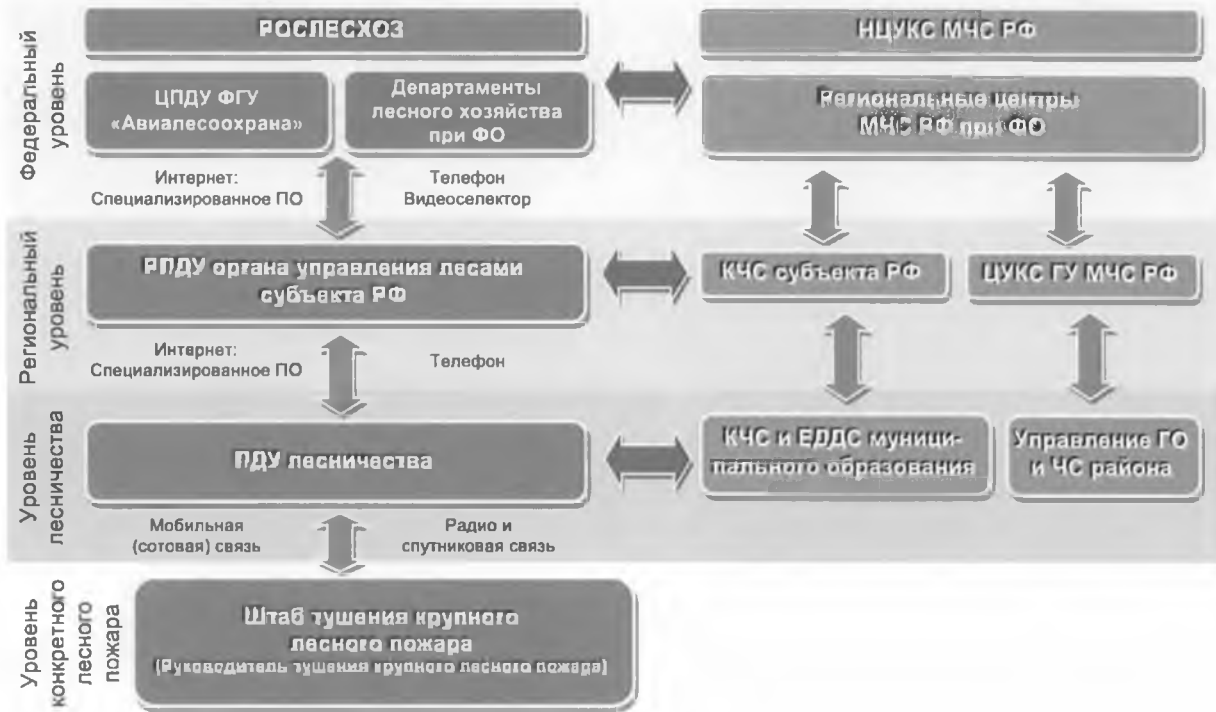 Федеральный
уровень
РОСЛЕСХОЗ
НЦУКС МЧС РФ
ЦПДУ ФГУ
«Авиалесоохрана»
Департаменты
лесного хозяйства
при ФО
Региональные центры
МЧС РФ при ФО
Интернет:
Специализированное ПО
Телефон
Видеоселектор
Региональный
уровень
РПДУ органа управления лесами
субъекта РФ
КЧС субъекта РФ
ЦУКС ГУ МЧС РФ
Интернет:
Специализированное ПО
Телефон
Уровень
лесничества
ПДУ лесничества
КЧС и ЕДДС муници-
пального образования
Управление ГО
и ЧС района
Мобильная
(сотовая) связь
Радио и
спутниковая связь
Уровень
конкретного
лесного
пожара
Штаб тушения крупного
лесного пожара
(Руководитель тушения крупного лесного пожара)